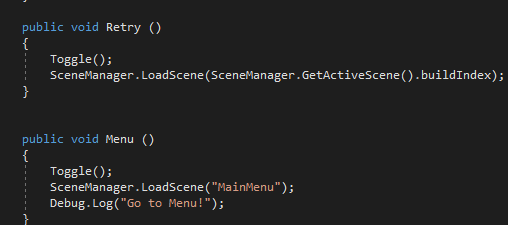 }
public void Retry ()
{
Toggle();
SceneManager.LoadScene(SceneManager.GetActiveScene().buildIndex);
}
public void Menu ()
{
Toggle();
SceneManager.LoadScene("MainMenu");
Debug.Log("Go to Menu!");
}